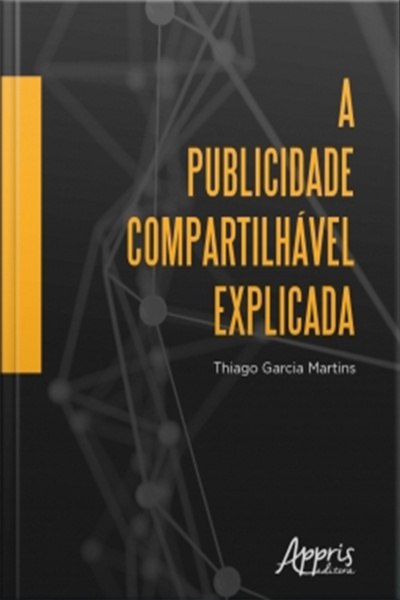 A
PUBLICIDADE
COMPARTILHÁVEL
EXPLICADA
Thiago Garcia Martins
Appris
editora